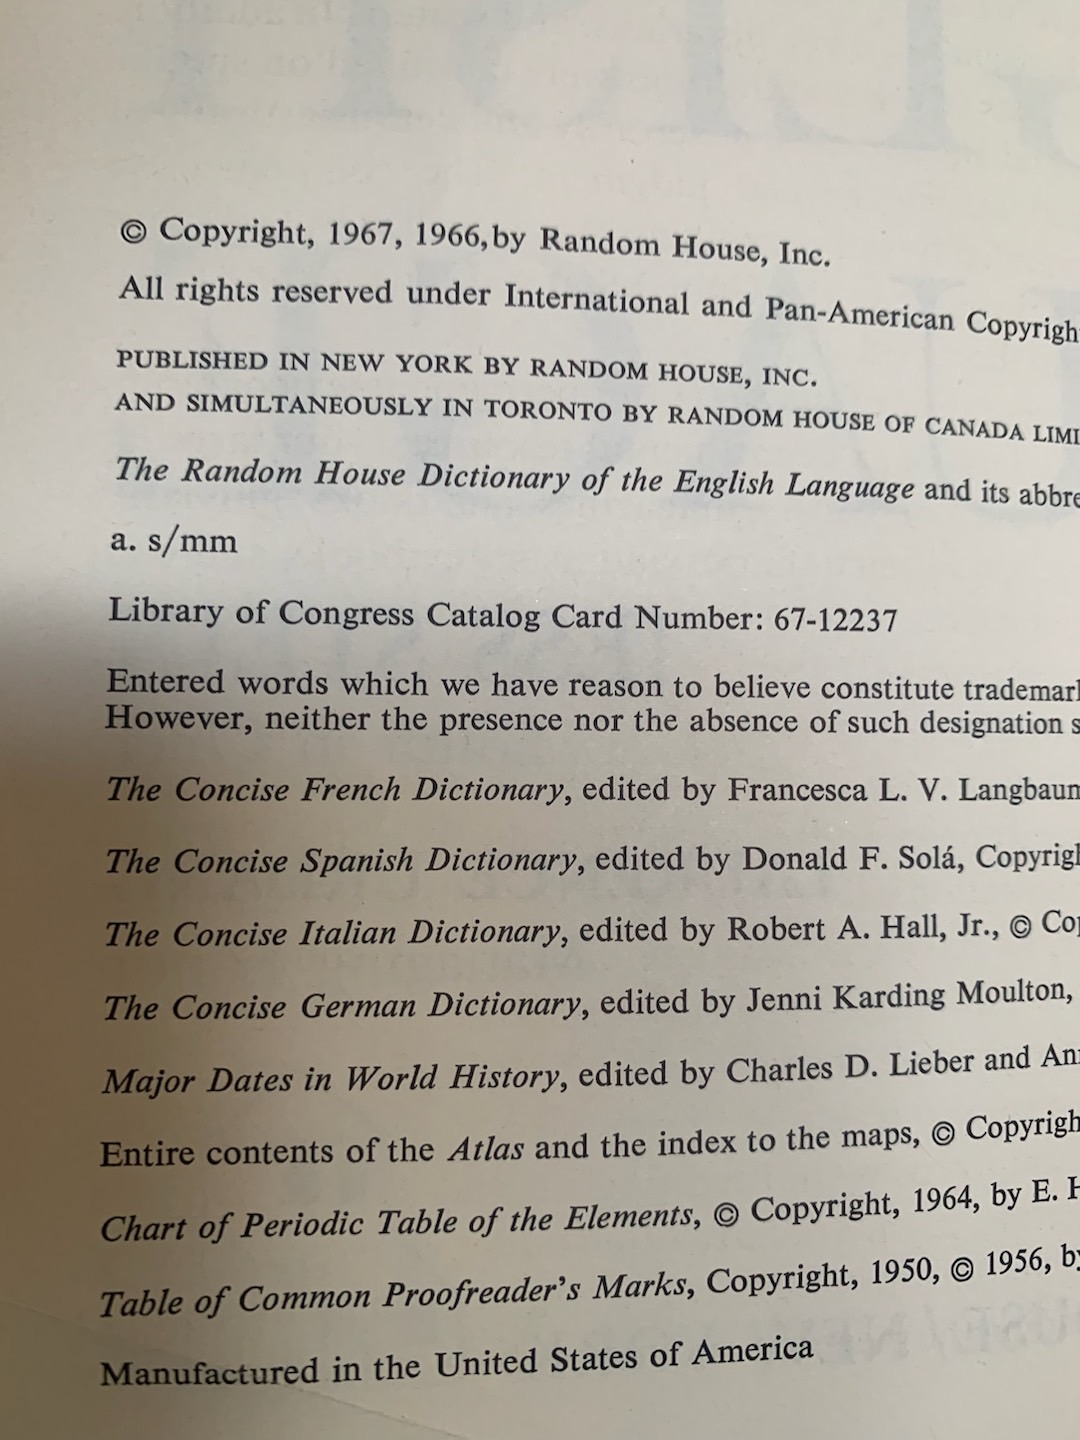 © Copyright, 1967, 1966, by Random House, Inc.
All rights reserved under International and Pan-American
PUBLISHED IN NEW YORK BY RANDOM HOUSE, INC.
AND SIMULTANEOUSLY IN TORONTO BY RANDOM HOUSE OF CANADA
The Random House Dictionary of the English Language and its
a. s/mm
Library of Congress Catalog Card Number: 67-12237
Entered words which we have reason to believe constitute
However, neither the presence nor the absence of such designation
The Concise French Dictionary, edited by Francesca L. V.
The Concise Spanish Dictionary, edited by Donald F. Solá,
The Concise Italian Dictionary, edited by Robert A. Hall, Jr., ©
The Concise German Dictionary, edited by Jenni Karding Moulton,
Major Dates in World History, edited by Charles D. Lieber and
Entire contents of the Atlas and the index to the maps, ©
Chart of Periodic Table of the Elements, © Copyright, 1964, by E.
Table of Common Proofreader's Marks, Copyright, 1950, © 1956,
Manufactured in the United States of America